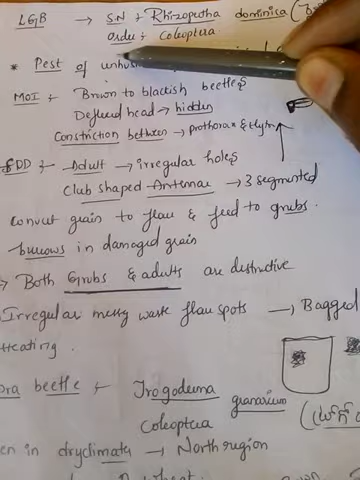 LGB → S.N ÷ Rhizopertha dominica (
Order ÷ Coleoptera
* Pest of unhu
MOI ÷ Brown to blackish beetles
Deflexed head → hidden
Constriction between → prothorax & elytra
FDD ÷ Adult → irregular holes
Club shaped Antennae → 3 segmented
convert grain to flour & feed to grubs.
burrows in damaged grain
→ Both Grubs & adults are destructive
Irregular waste flour spots → Bagged
Heating.
pra beetle ÷ Trogoderma granarium
Coleoptera
en in dry climate → North region